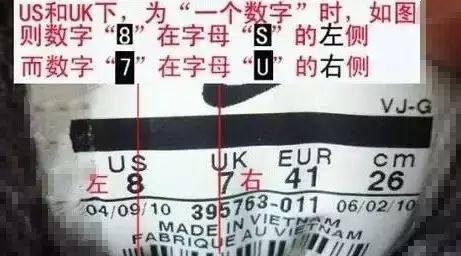 US和UK下，为“一个数字”时，如图
则数字“8”在字母“S”的左侧
而数字“7”在字母“U”的右侧
VJ-G
US UK EUR cm
左 8 7 右 41 26
04/09/10 395763-011 06/02/10
MADE IN VIETNAM
FABRIQUE AU VIETNAM